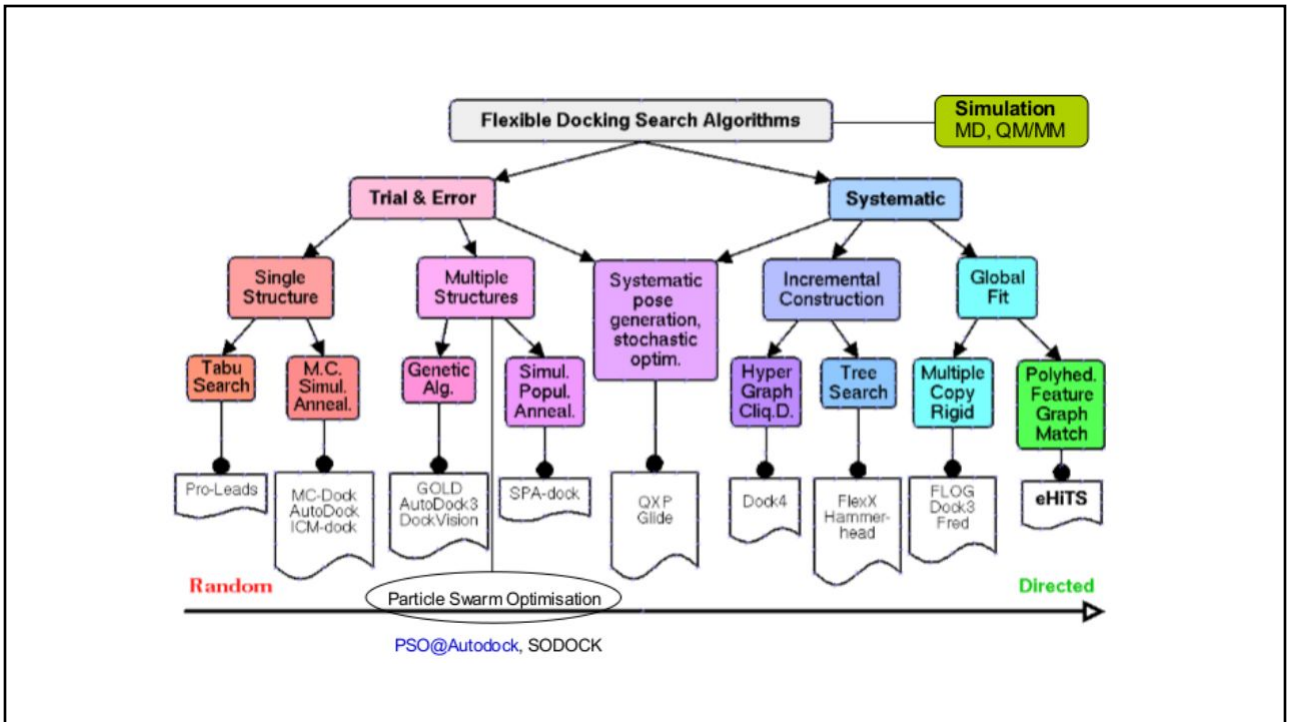 Flexible Docking Search Algorithms
Simulation
MD, QM/MM
Trial & Error
Systematic
Single
Structure
Multiple
Structures
Systematic
pose
generation,
stochastic
optim.
Incremental
Construction
Global
Fit
Tabu
Search
M.C.
Simul.
Anneal.
Genetic
Alg.
Simul.
Popul.
Anneal.
Hyper
Graph
Cliq.D.
Tree
Search
Multiple
Copy
Rigid
Polyhed.
Feature
Graph
Match
Pro-Leads
MC-Dock
AutoDock
ICM-dock
GOLD
AutoDock3
DockVision
SPA-dock
QXP
Glide
Dock4
FlexX
Hammer-
head
FLOG
Dock3
Fred
eHiTS
Random
Directed
Particle Swarm Optimisation
PSO@Autodock, SODOCK